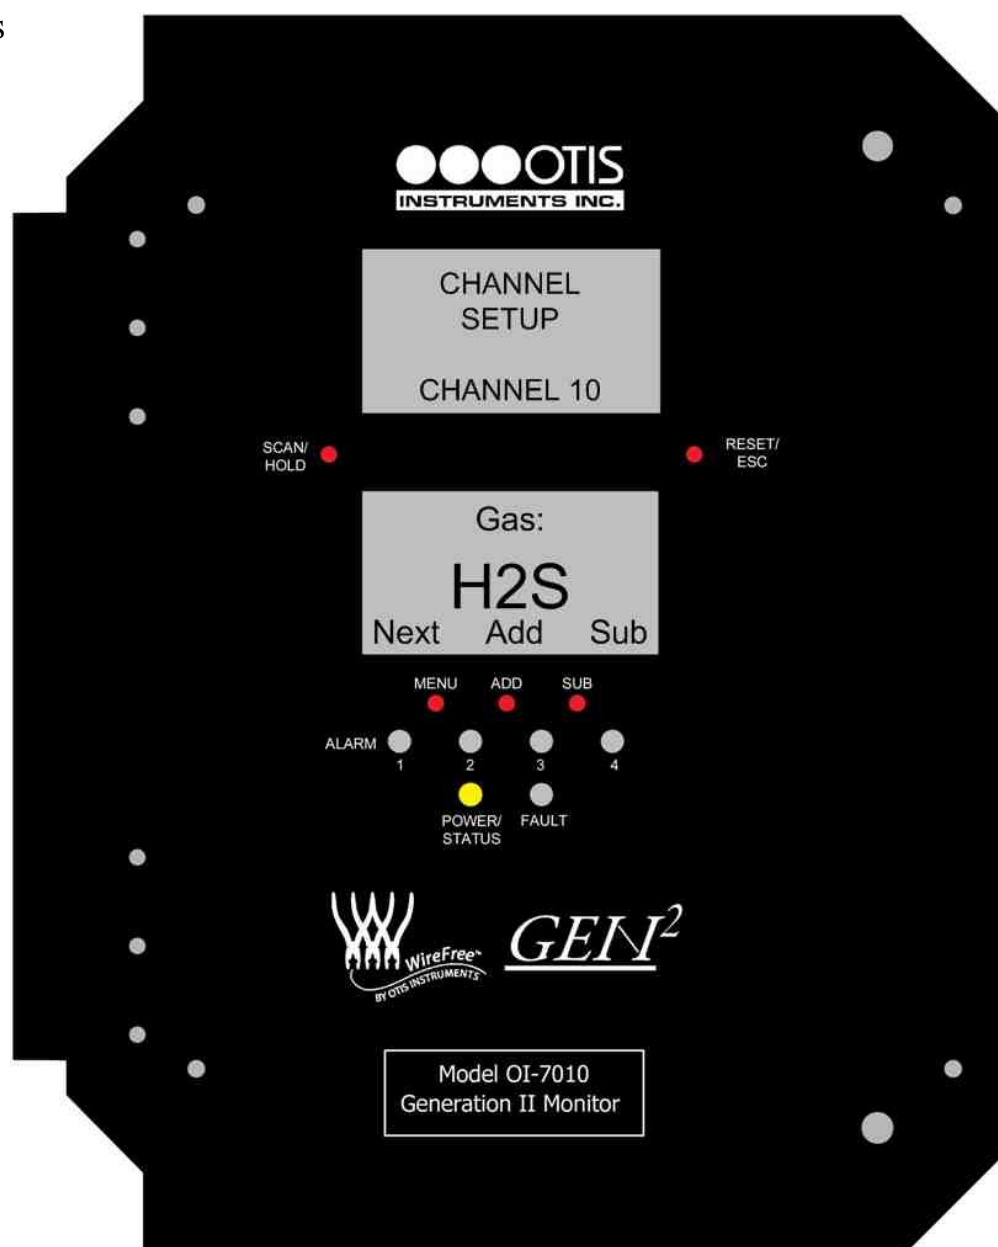 s
OTIS
INSTRUMENTS INC.
CHANNEL
SETUP
CHANNEL 10
SCAN/
HOLD
RESET/
ESC
Gas:
H2S
Next Add Sub
MENU ADD SUB
ALARM
1 2 3 4
POWER/
STATUS
FAULT
WireFree™
BY OTIS INSTRUMENTS
GEN²
Model OI-7010
Generation II Monitor